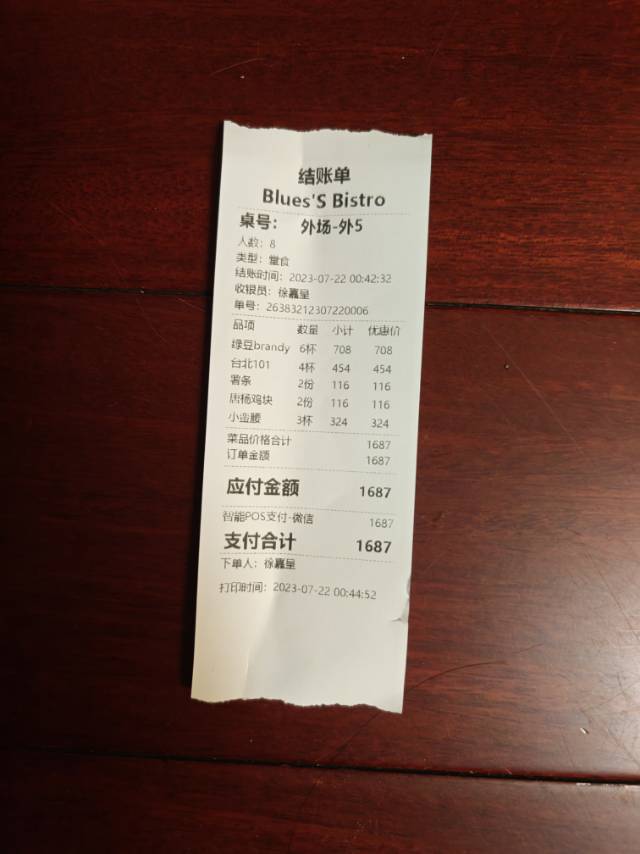 结账单
Blues'S Bistro
桌号： 外场-外5
人数：8
类型：堂食
结账时间：2023-07-22 00:42:32
收银员：徐嘉呈
单号：26383212307220006
品项 数量 小计 优惠价
绿豆brandy 6杯 708 708
台北101 4杯 454 454
薯条 2份 116 116
唐杨鸡块 2份 116 116
小蛮腰 3杯 324 324
菜品价格合计 1687
订单金额 1687
应付金额 1687
智能POS支付-微信 1687
支付合计 1687
下单人：徐嘉呈
打印时间：2023-07-22 00:44:52